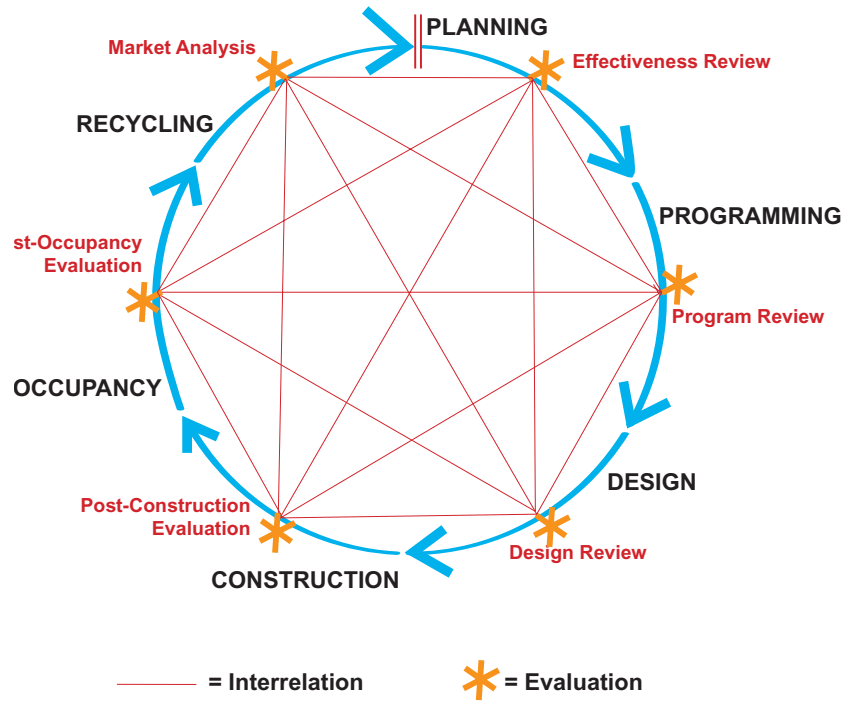 PLANNING
Market Analysis
Effectiveness Review
RECYCLING
PROGRAMMING
st-Occupancy
Evaluation
Program Review
OCCUPANCY
DESIGN
Post-Construction
Evaluation
Design Review
CONSTRUCTION
= Interrelation
= Evaluation